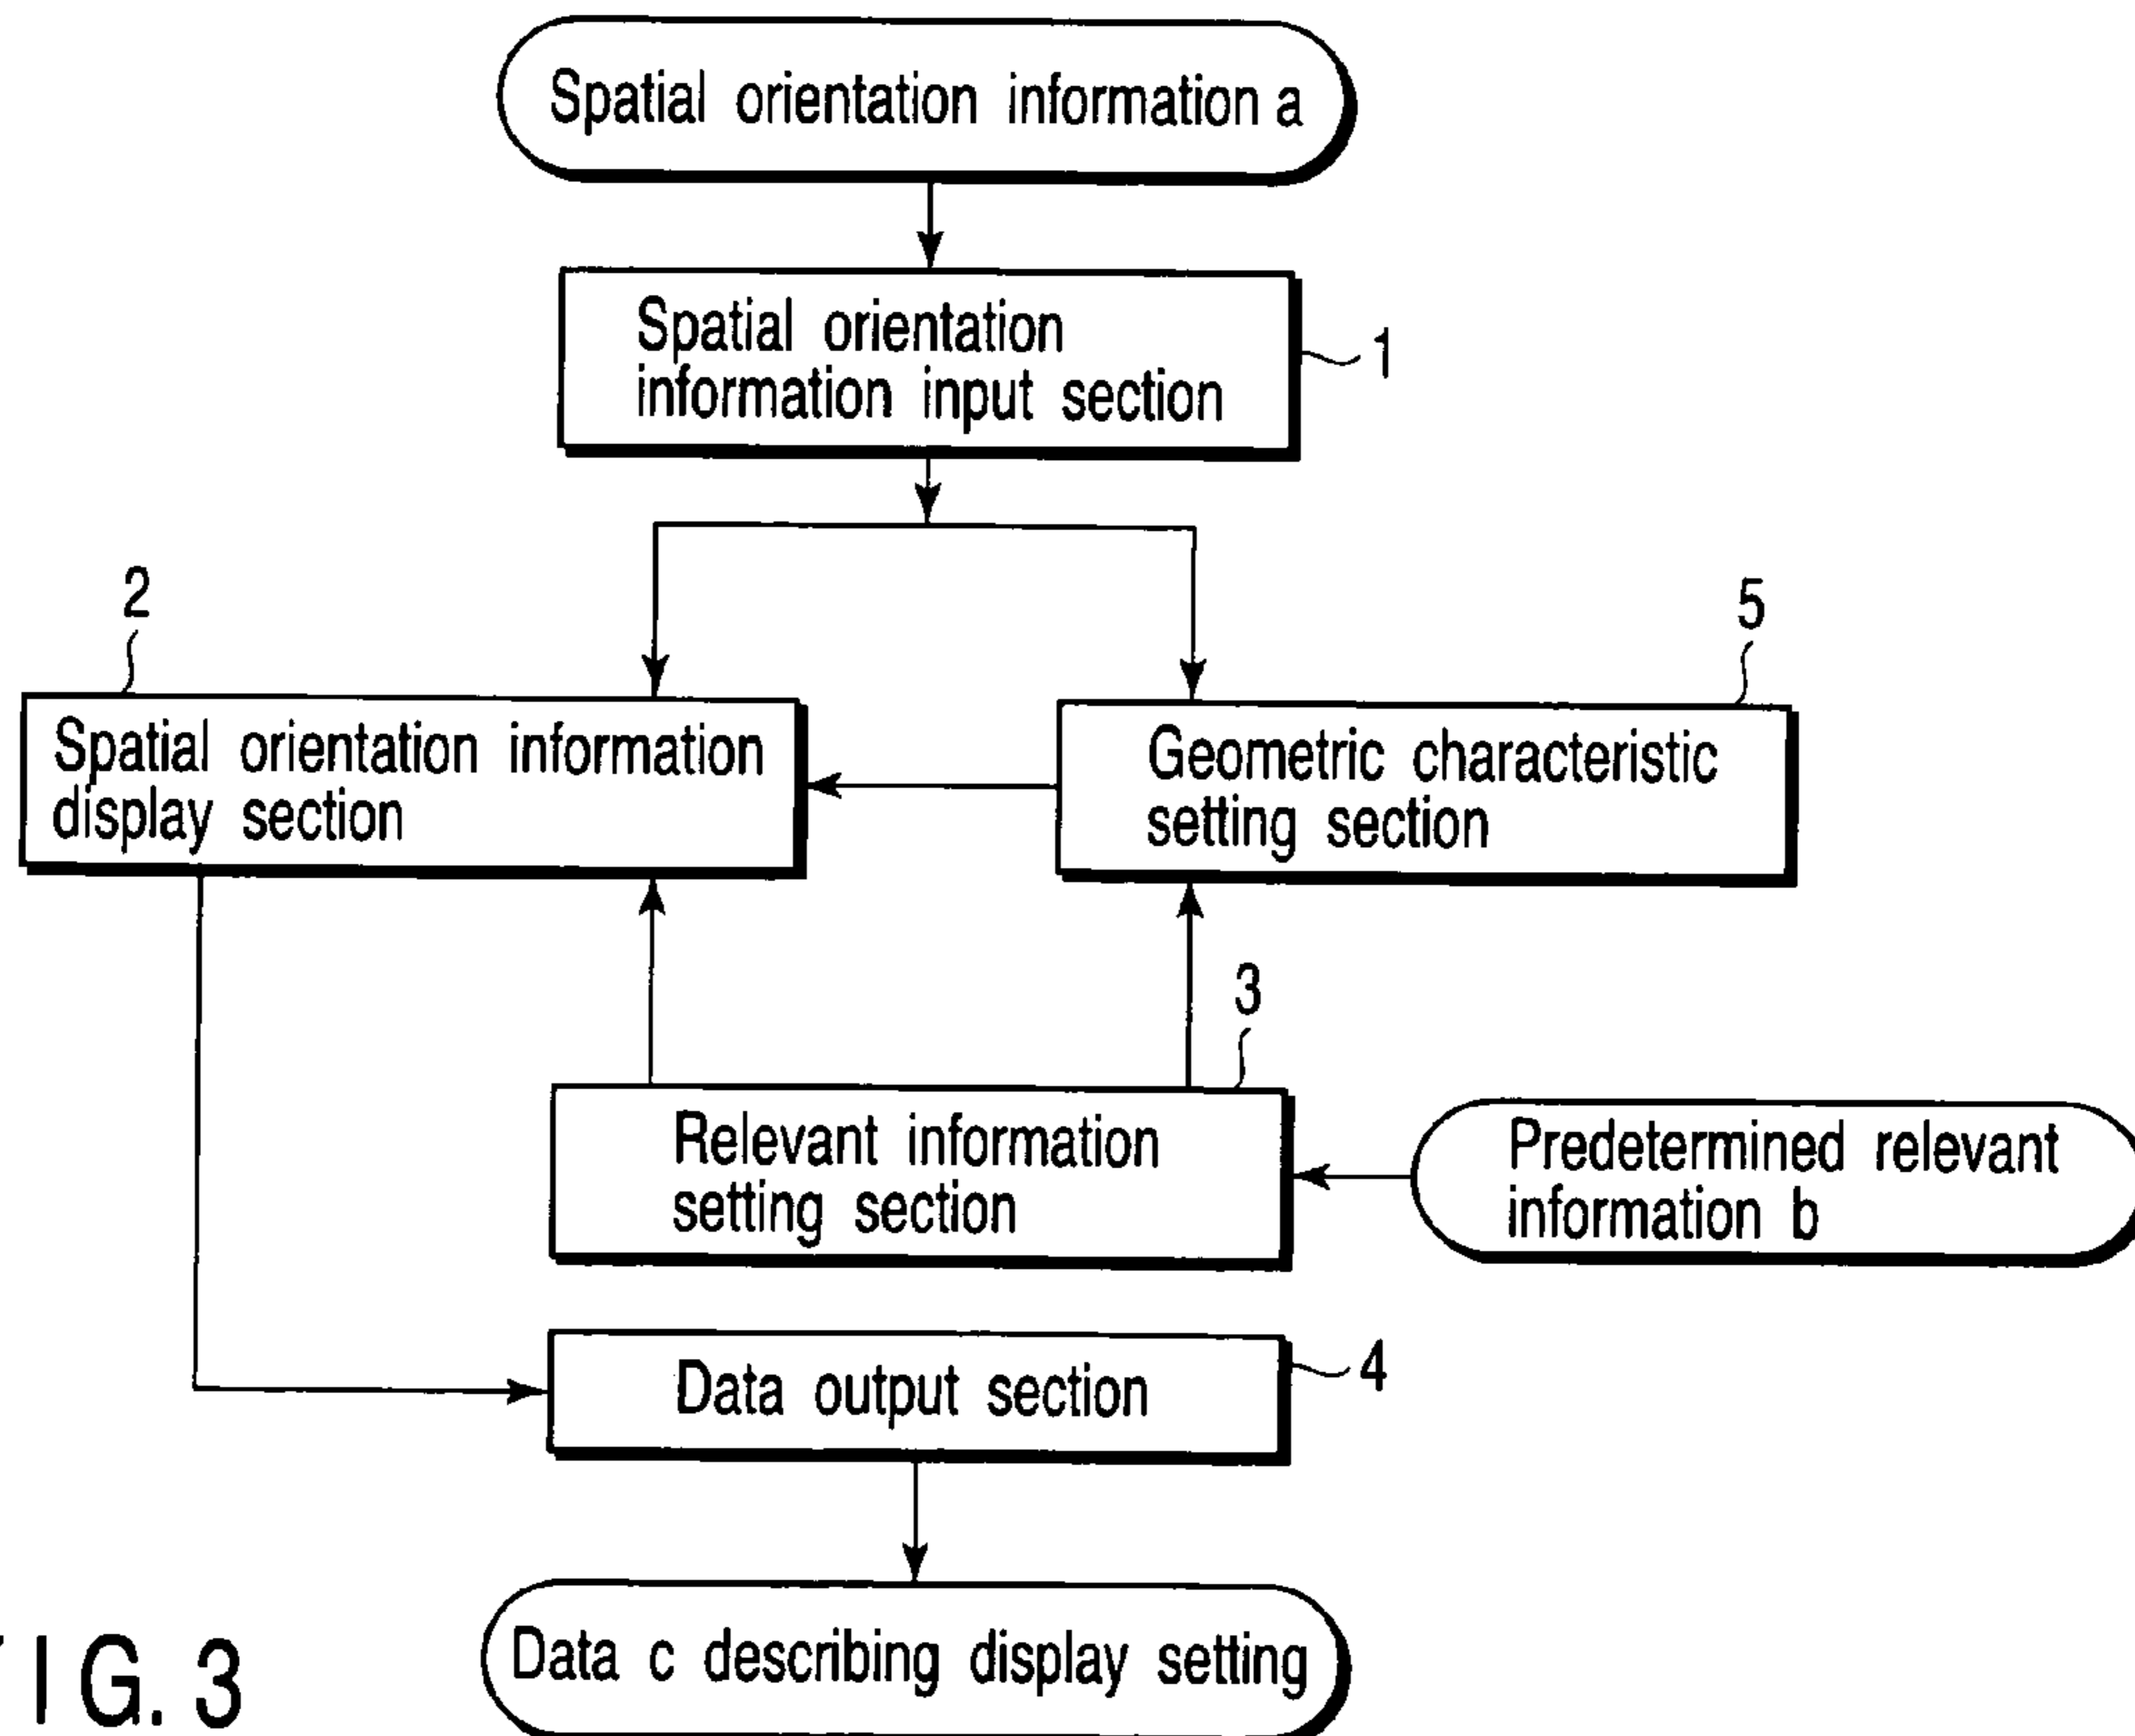 Spatial orientation information a
Spatial orientation
information input section
1
2
5
Spatial orientation information
display section
Geometric characteristic
setting section
3
Relevant information
setting section
Predetermined relevant
information b
Data output section
4
Data c describing display setting
IG. 3